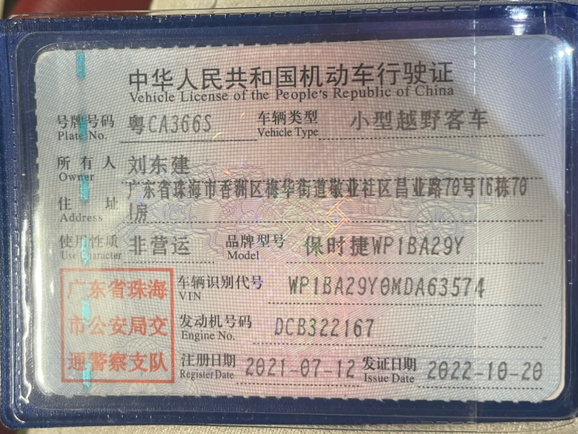 中华人民共和国机动车行驶证
Vehicle License of the People's Republic of China
号牌号码 粤CA366S 车辆类型 小型越野客车
Plate No. Vehicle Type
所有人 刘东建
Owner
广东省珠海市香洲区梅华街道敬业社区昌业路70号16栋70
住址 1房
Address
使用性质 非营运 品牌型号 保时捷WP1BA29Y
Use Character Model
广东省珠海 车辆识别代号 WP1BA29Y0MDA63574
VIN
市公安局交 发动机号码 DCB322167
Engine No.
通警察支队 注册日期 2021-07-12 发证日期 2022-10-20
Register Date Issue Date